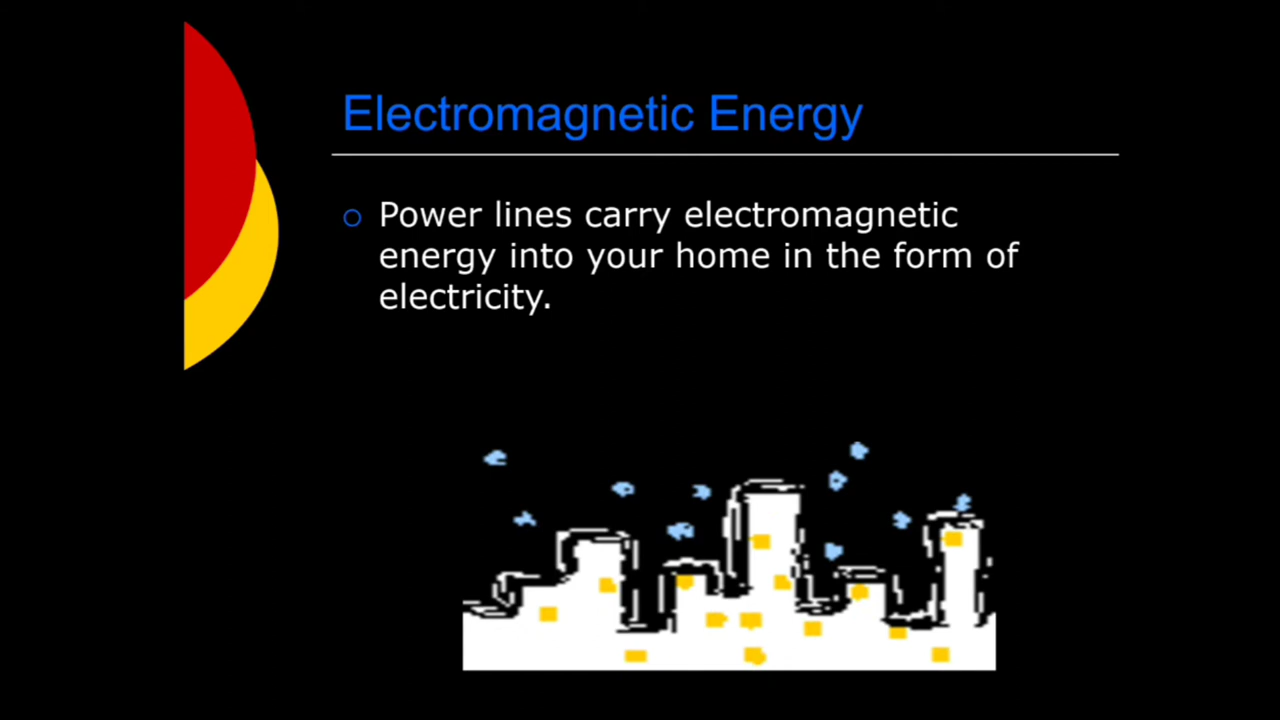 Electromagnetic Energy
Power lines carry electromagnetic
energy into your home in the form of
electricity.